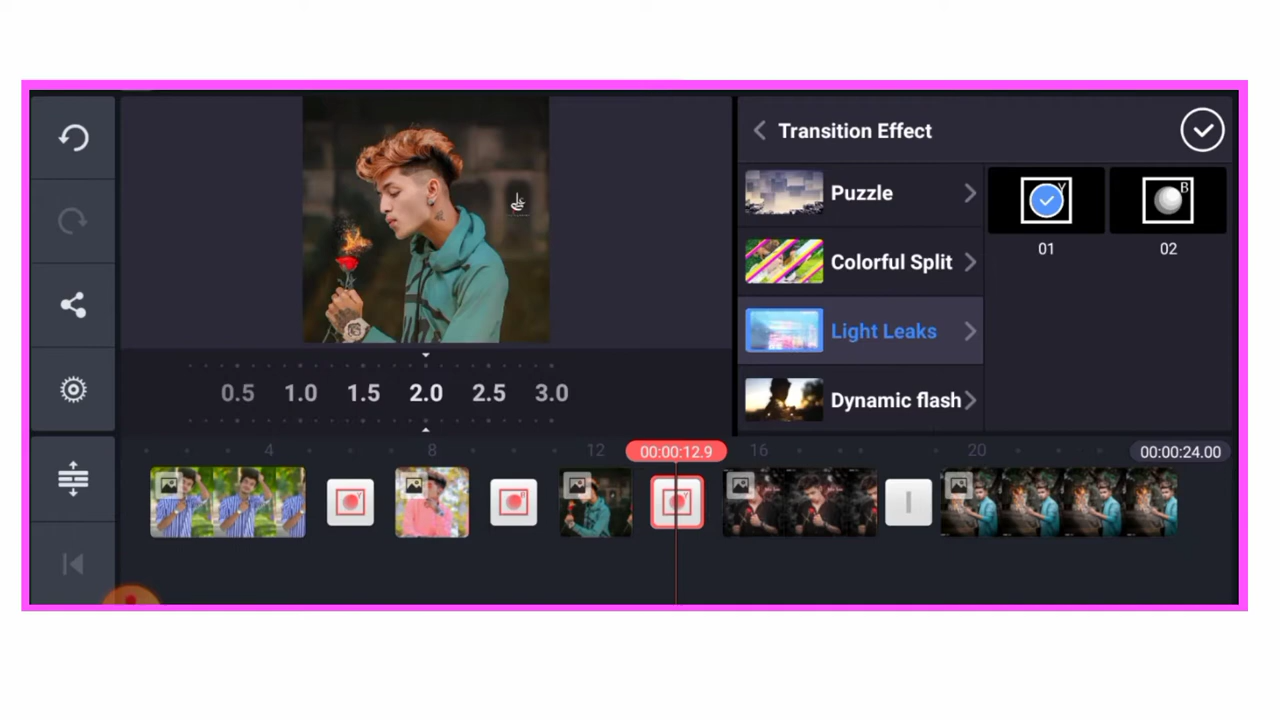 Transition Effect
Puzzle
Colorful Split
Light Leaks
Dynamic flash
Y
B
01
02
0.5 1.0 1.5 2.0 2.5 3.0
4 8 12 00:00:12.9 16 20 00:00:24.00